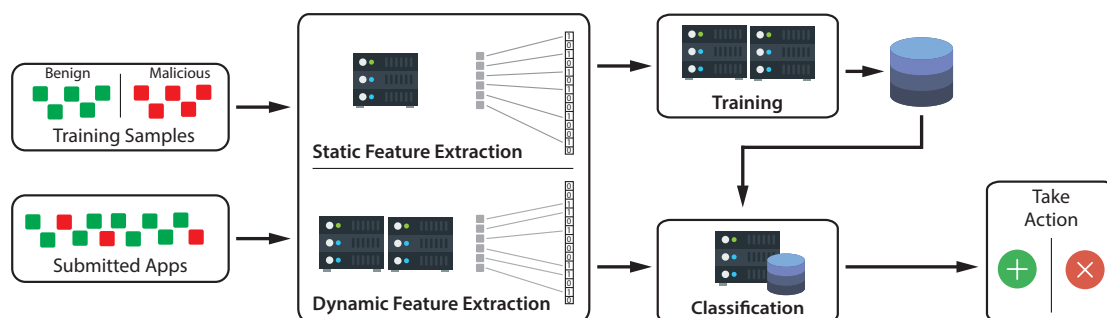 Benign
Malicious
Training Samples
Submitted Apps
Static Feature Extraction
Dynamic Feature Extraction
Training
Classification
Take
Action